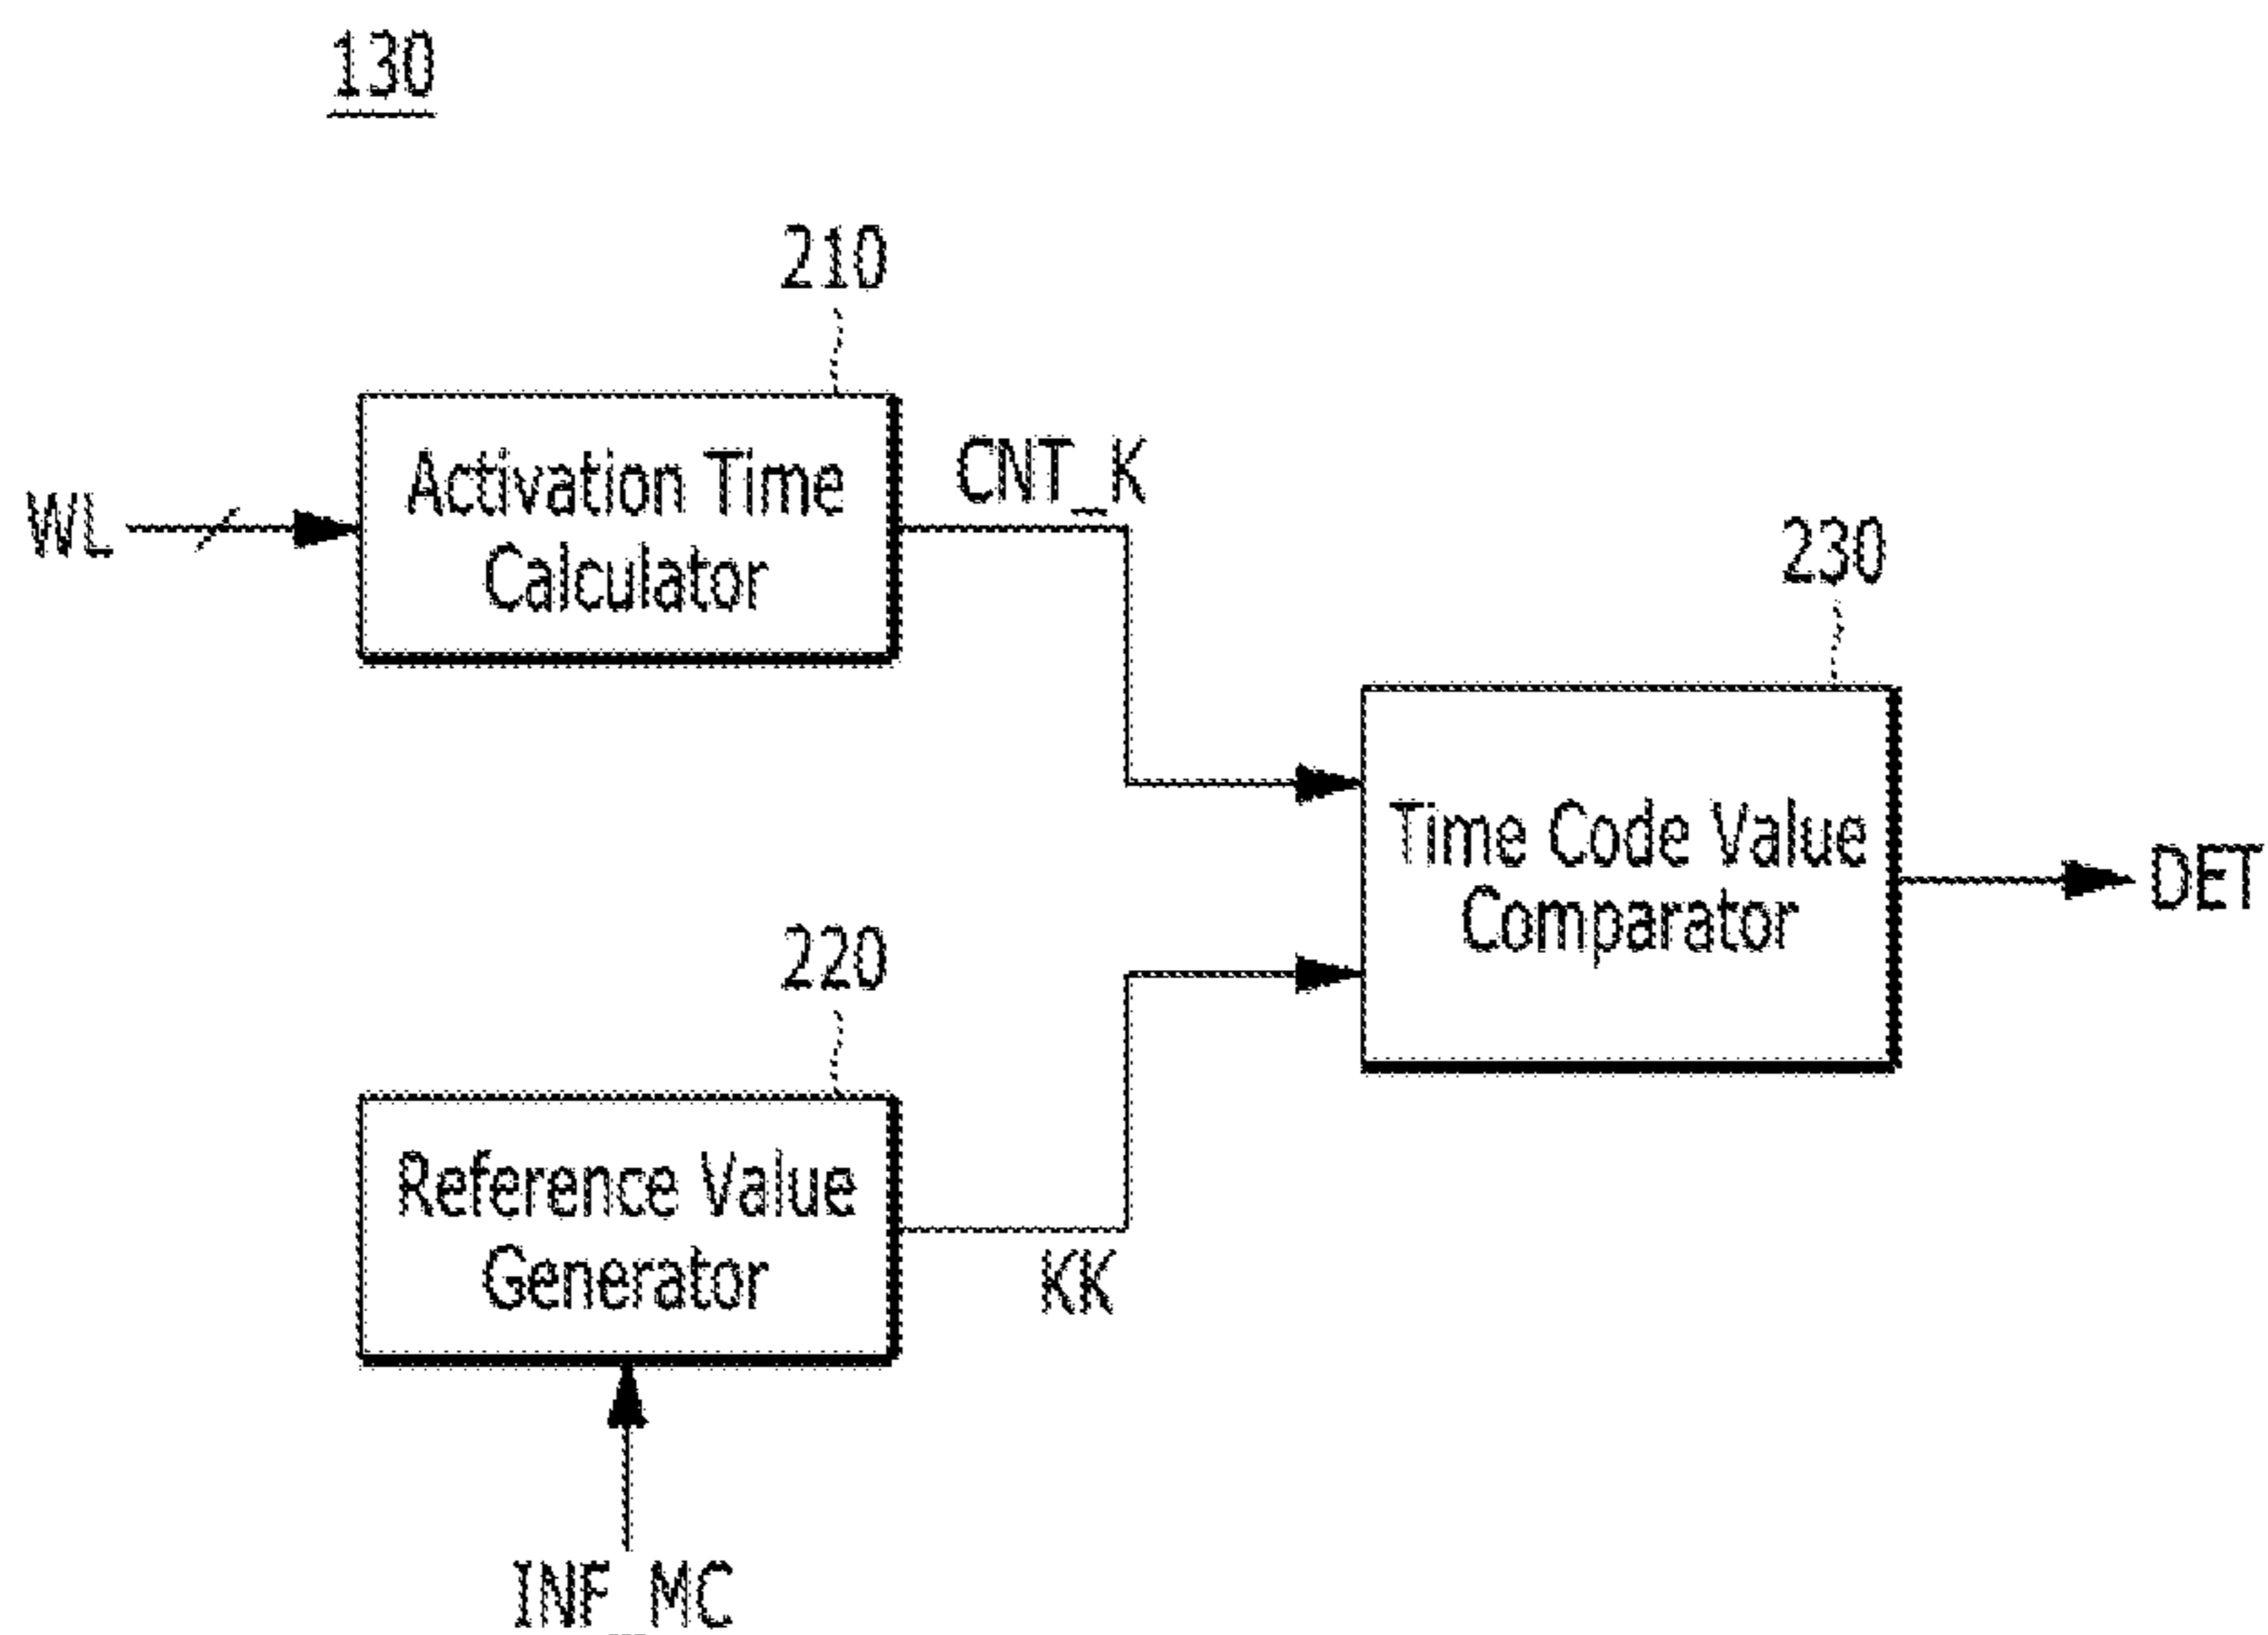 130
210
Activation Time
Calculator
WL
CNT_K
230
Time Code Value
Comparator
DET
220
Reference Value
Generator
KK
INF_MC